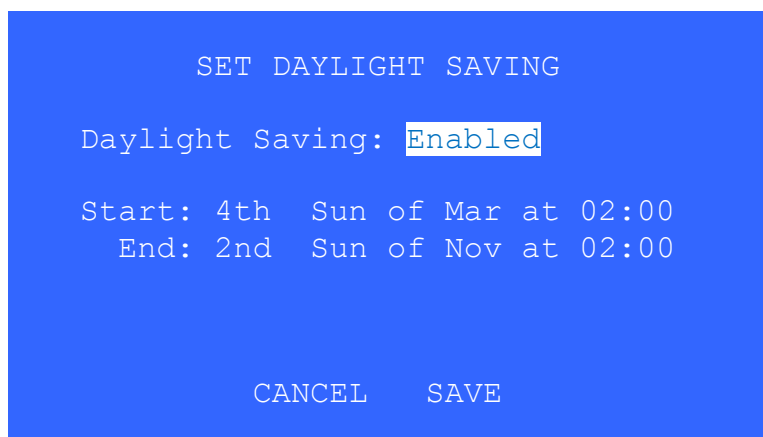 SET DAYLIGHT SAVING
Daylight Saving: Enabled
Start: 4th Sun of Mar at 02:00
End: 2nd Sun of Nov at 02:00
CANCEL SAVE